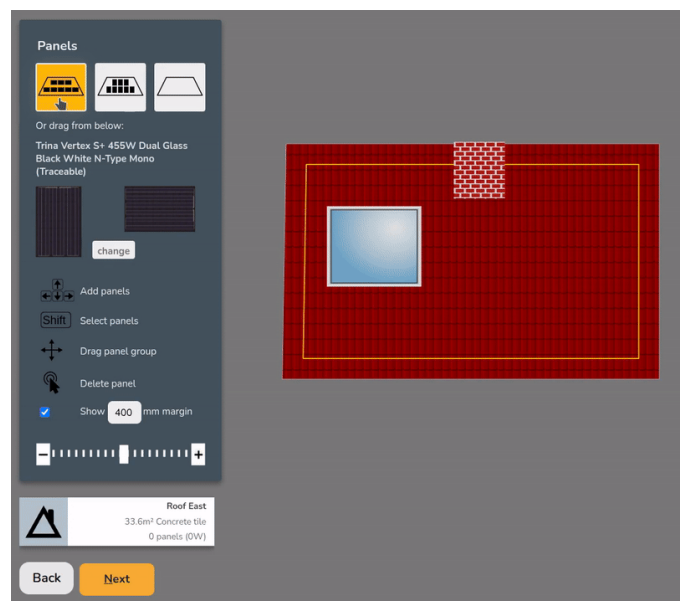 Panels
Or drag from below:
Trina Vertex S+ 455W Dual Glass
Black White N-Type Mono
(Traceable)
change
Add panels
Shift Select panels
Drag panel group
Delete panel
Show 400 mm margin
− +
Roof East
33.6m² Concrete tile
0 panels (0W)
Back Next